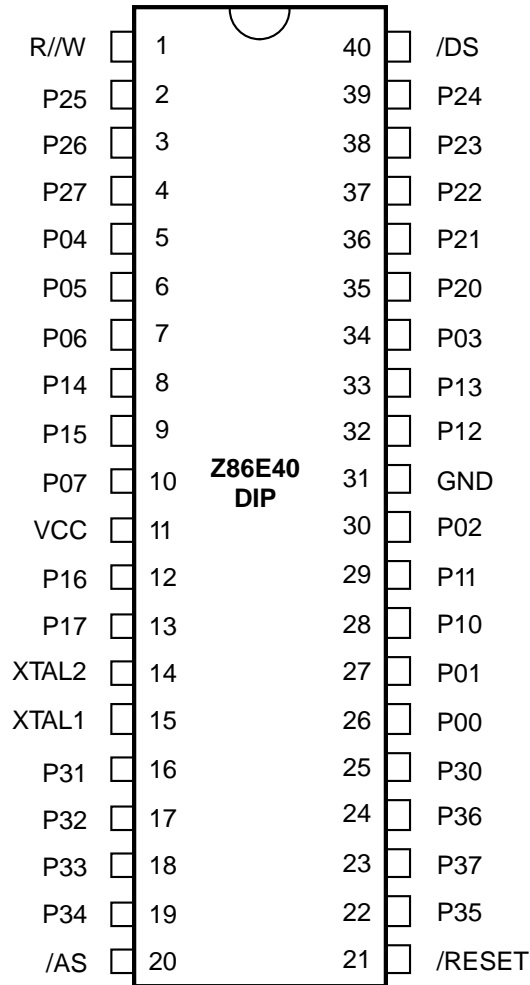 R//W 1 40 /DS
P25 2 39 P24
P26 3 38 P23
P27 4 37 P22
P04 5 36 P21
P05 6 35 P20
P06 7 34 P03
P14 8 33 P13
P15 9 32 P12
P07 10 Z86E40 31 GND
DIP
VCC 11 30 P02
P16 12 29 P11
P17 13 28 P10
XTAL2 14 27 P01
XTAL1 15 26 P00
P31 16 25 P30
P32 17 24 P36
P33 18 23 P37
P34 19 22 P35
/AS 20 21 /RESET